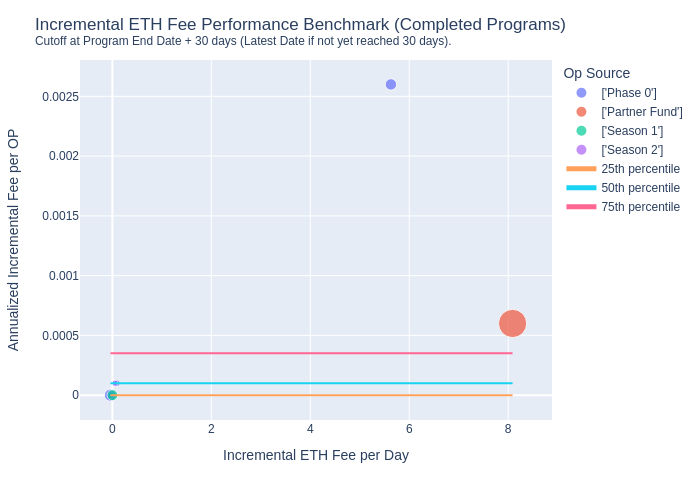 Incremental ETH Fee Performance Benchmark (Completed Programs)
Cutoff at Program End Date + 30 days (Latest Date if not yet reached 30 days).
Op Source
['Phase 0']
['Partner Fund']
['Season 1']
['Season 2']
25th percentile
50th percentile
75th percentile
Annualized Incremental Fee per OP
0.0025
0.002
0.0015
0.001
0.0005
0
0 2 4 6 8
Incremental ETH Fee per Day